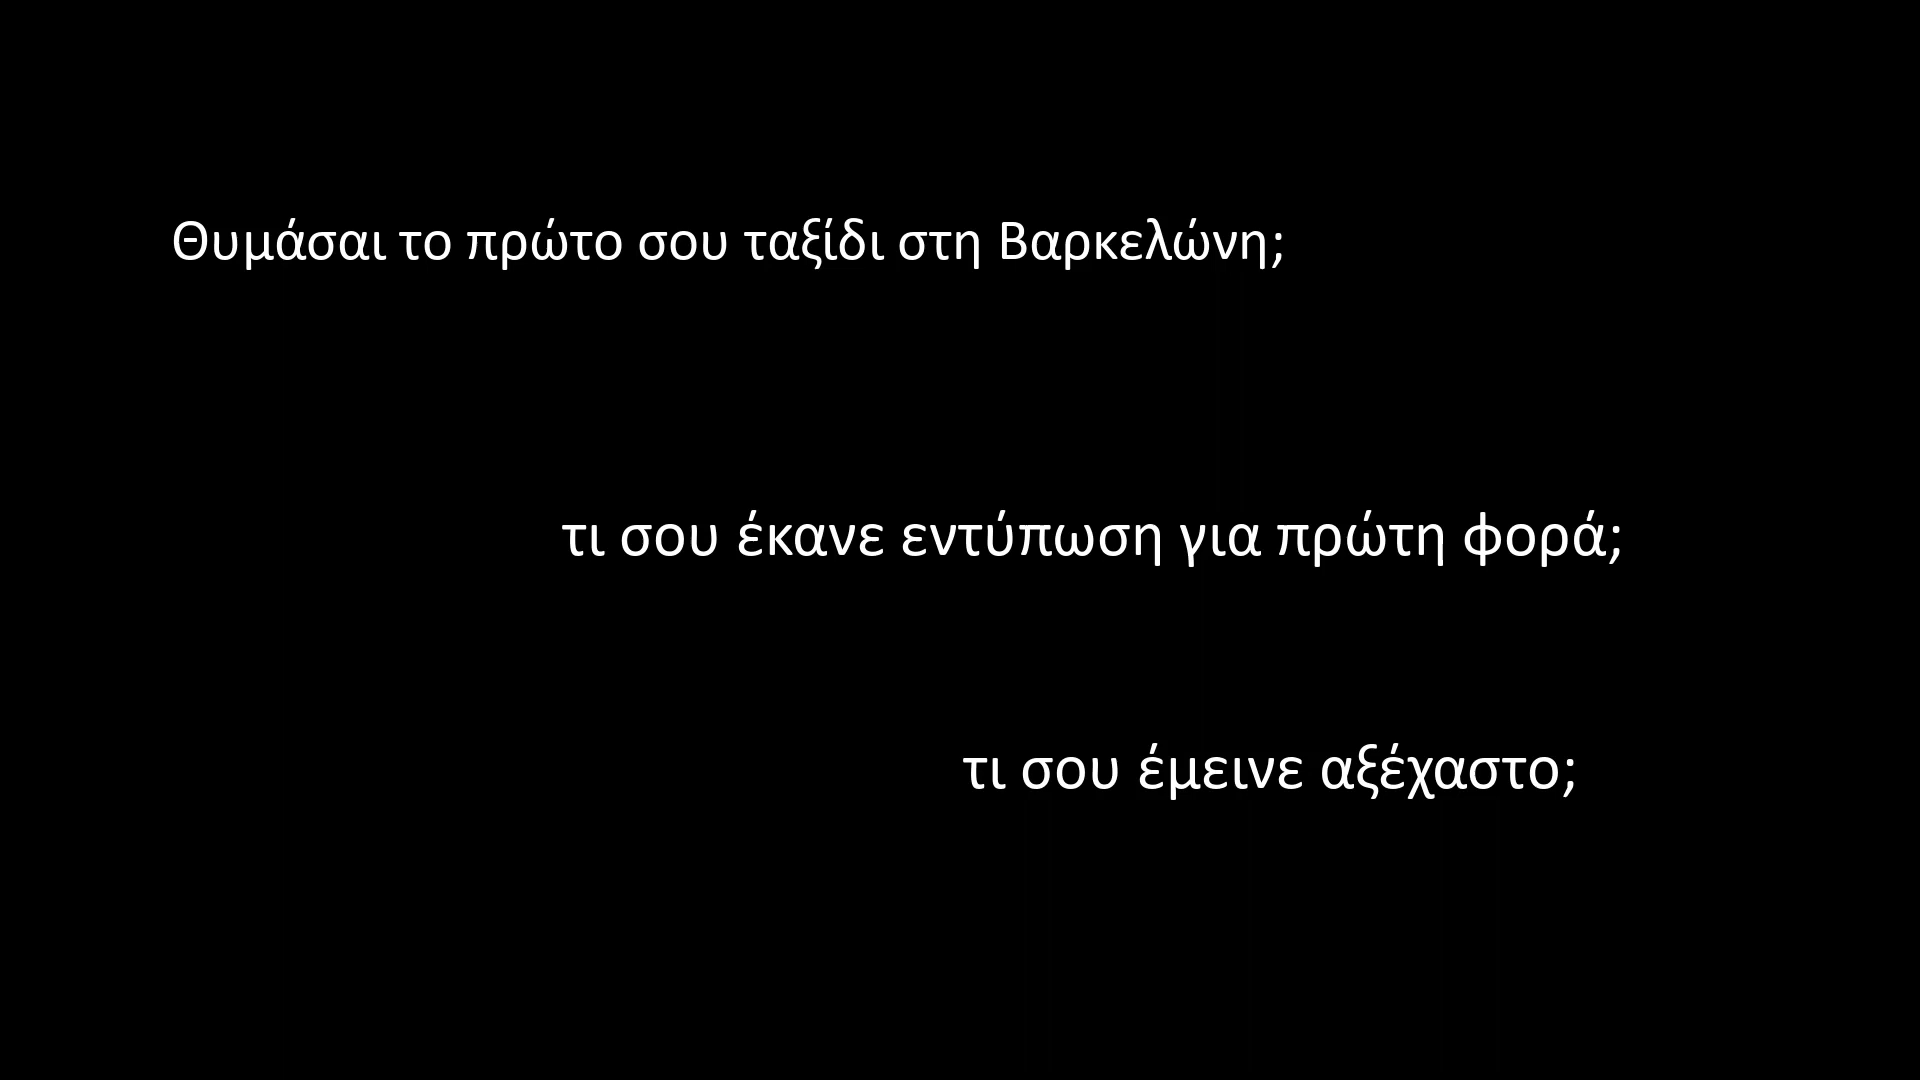 Θυμάσαι το πρώτο σου ταξίδι στη Βαρκελώνη;
τι σου έκανε εντύπωση για πρώτη φορά;
τι σου έμεινε αξέχαστο;